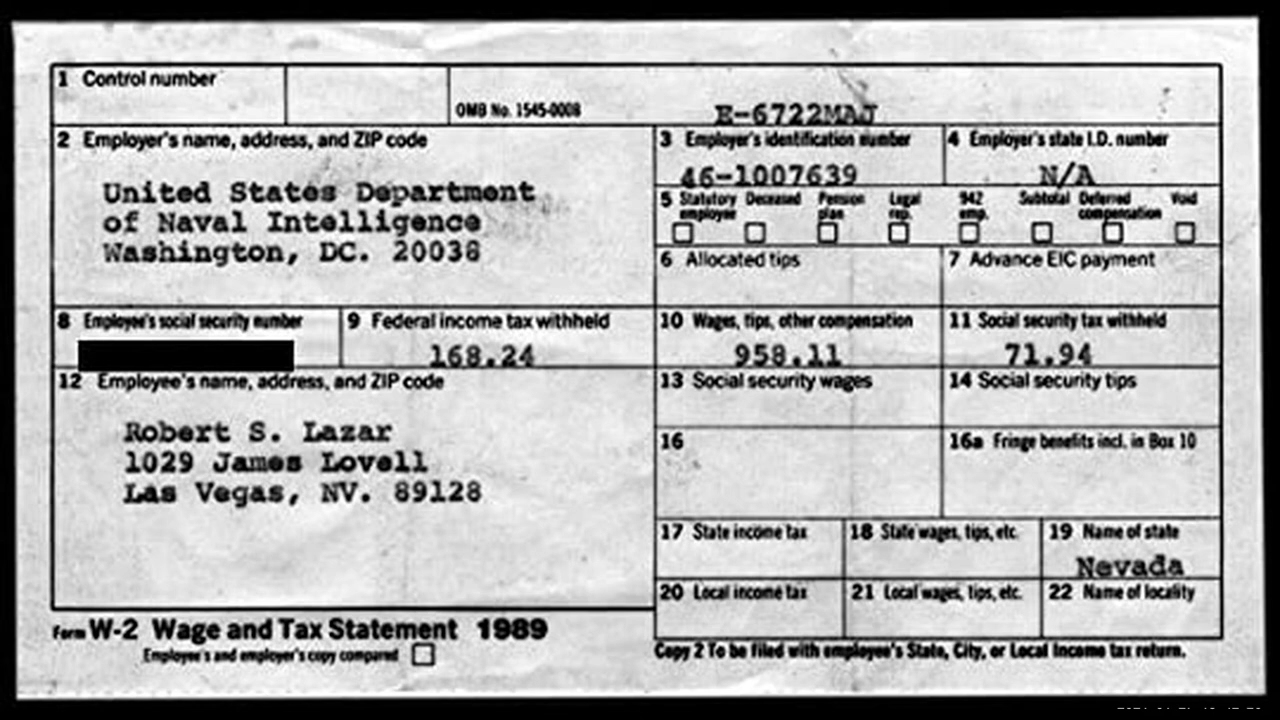 1 Control number
OMB No. 1545-0008
E-6722MAJ
2 Employer's name, address, and ZIP code
United States Department
of Naval Intelligence
Washington, DC. 20038
3 Employer's identification number
46-1007639
4 Employer's state I.D. number
N/A
5 Statutory employee
Deceased
Pension plan
Legal rep.
942 emp.
Subtotal
Deferred compensation
Void
6 Allocated tips
7 Advance EIC payment
8 Employee's social security number
9 Federal income tax withheld
168.24
10 Wages, tips, other compensation
958.11
11 Social security tax withheld
71.94
12 Employee's name, address, and ZIP code
Robert S. Lazar
1029 James Lovell
Las Vegas, NV. 89128
13 Social security wages
14 Social security tips
16
16a Fringe benefits incl. in Box 10
17 State income tax
18 State wages, tips, etc.
19 Name of state
Nevada
20 Local income tax
21 Local wages, tips, etc.
22 Name of locality
Form W-2 Wage and Tax Statement 1989
Employee's and employer's copy compared
Copy 2 To be filed with employee's State, City, or Local Income tax return.